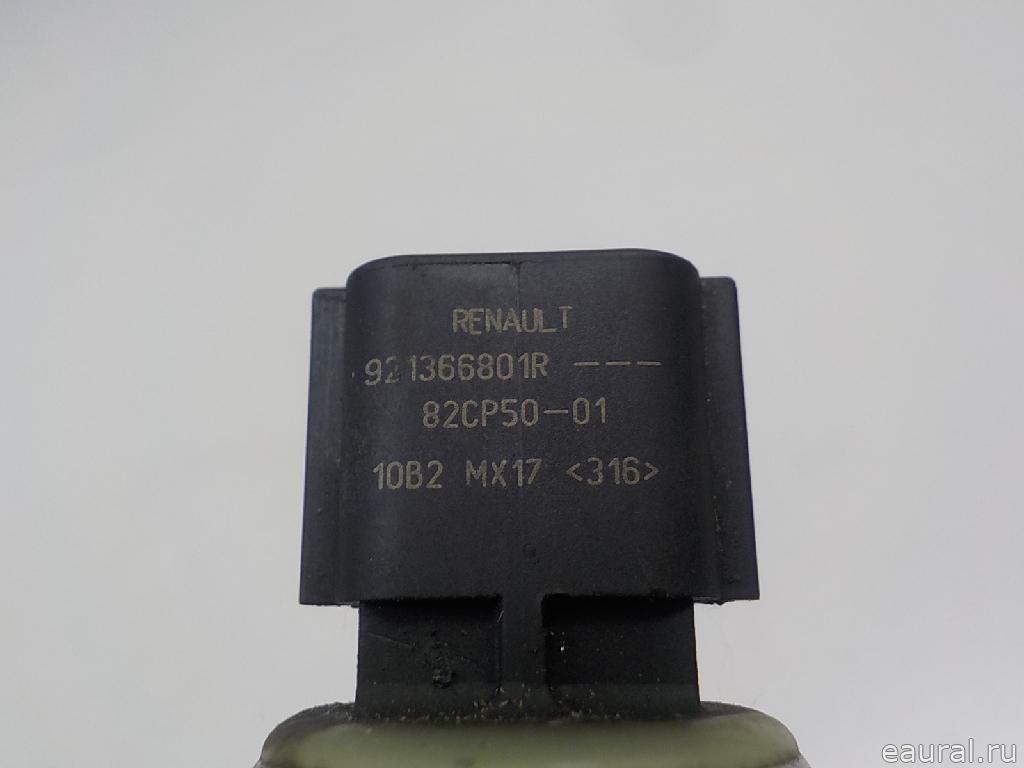 RENAULT
921366801R ---
82CP50-01
10B2 MX17 <316>
eaural.ru